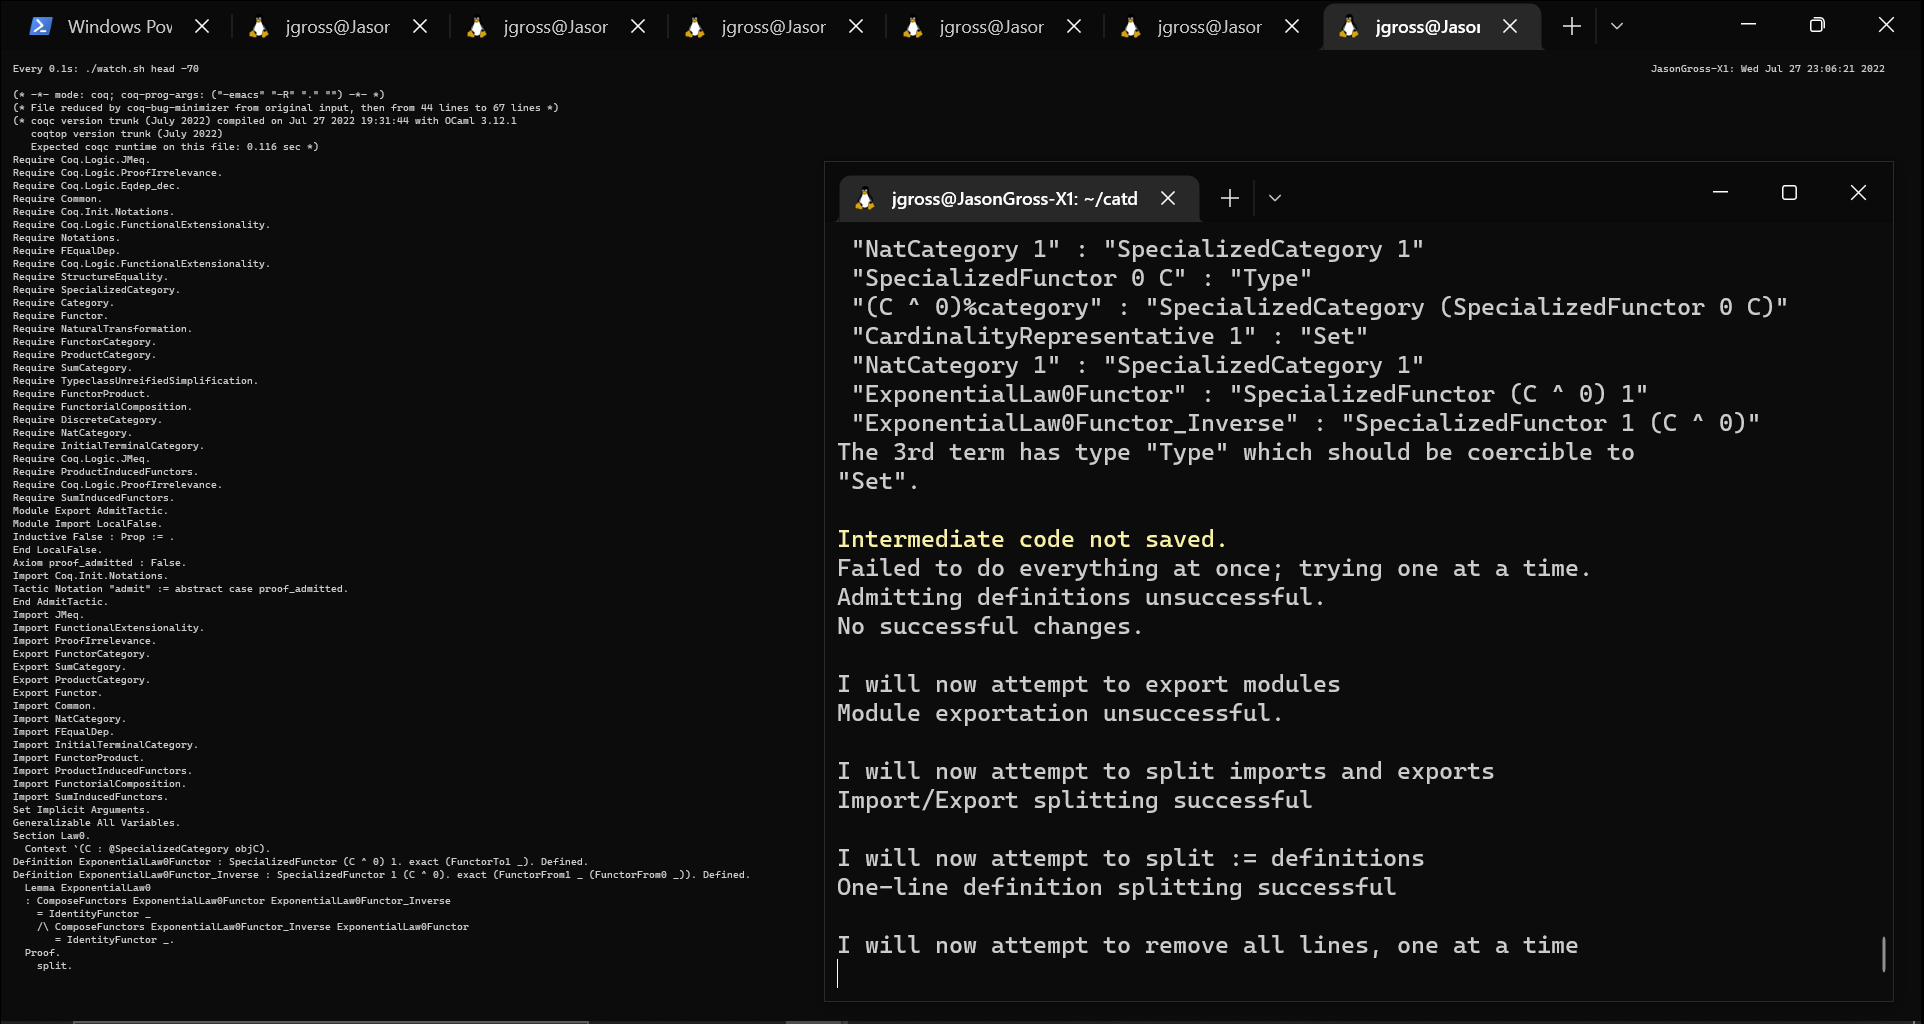 Windows Pov
jgross@Jasor
jgross@Jasor
jgross@Jasor
jgross@Jasor
jgross@Jasor
jgross@Jasor
Every 0.1s: ./watch.sh head -70
JasonGross-X1: Wed Jul 27 23:06:21 2022
(* -*- mode: coq; coq-prog-args: ("-emacs" "-R" "." "") -*- *)
(* File reduced by coq-bug-minimizer from original input, then from 44 lines to 67 lines *)
(* coqc version trunk (July 2022) compiled on Jul 27 2022 19:31:44 with OCaml 3.12.1
coqtop version trunk (July 2022)
Expected coqc runtime on this file: 0.116 sec *)
Require Coq.Logic.JMeq.
Require Coq.Logic.ProofIrrelevance.
Require Coq.Logic.Eqdep_dec.
Require Common.
Require Coq.Init.Notations.
Require Coq.Logic.FunctionalExtensionality.
Require Notations.
Require FEqualDep.
Require Coq.Logic.FunctionalExtensionality.
Require StructureEquality.
Require SpecializedCategory.
Require Category.
Require Functor.
Require NaturalTransformation.
Require FunctorCategory.
Require ProductCategory.
Require SumCategory.
Require TypeclassUnreifiedSimplification.
Require FunctorProduct.
Require FunctorialComposition.
Require DiscreteCategory.
Require NatCategory.
Require InitialTerminalCategory.
Require Coq.Logic.JMeq.
Require ProductInducedFunctors.
Require Coq.Logic.ProofIrrelevance.
Require SumInducedFunctors.
Module Export AdmitTactic.
Module Import LocalFalse.
Inductive False : Prop := .
End LocalFalse.
Axiom proof_admitted : False.
Import Coq.Init.Notations.
Tactic Notation "admit" := abstract case proof_admitted.
End AdmitTactic.
Import JMeq.
Import FunctionalExtensionality.
Import ProofIrrelevance.
Export FunctorCategory.
Export SumCategory.
Export ProductCategory.
Export Functor.
Import Common.
Import NatCategory.
Import FEqualDep.
Import InitialTerminalCategory.
Import FunctorProduct.
Import ProductInducedFunctors.
Import FunctorialComposition.
Import SumInducedFunctors.
Set Implicit Arguments.
Generalizable All Variables.
Section Law0.
Context `(C : @SpecializedCategory objC).
Definition ExponentialLaw0Functor : SpecializedFunctor (C ^ 0) 1. exact (FunctorTo1 _). Defined.
Definition ExponentialLaw0Functor_Inverse : SpecializedFunctor 1 (C ^ 0). exact (FunctorFrom1 _ (FunctorFrom0 _)). Defined.
Lemma ExponentialLaw0
: ComposeFunctors ExponentialLaw0Functor ExponentialLaw0Functor_Inverse
= IdentityFunctor _
/\ ComposeFunctors ExponentialLaw0Functor_Inverse ExponentialLaw0Functor
= IdentityFunctor _.
Proof.
split.
jgross@JasonGross-X1: ~/catd
"NatCategory 1" : "SpecializedCategory 1"
"SpecializedFunctor 0 C" : "Type"
"(C ^ 0)%category" : "SpecializedCategory (SpecializedFunctor 0 C)"
"CardinalityRepresentative 1" : "Set"
"NatCategory 1" : "SpecializedCategory 1"
"ExponentialLaw0Functor" : "SpecializedFunctor (C ^ 0) 1"
"ExponentialLaw0Functor_Inverse" : "SpecializedFunctor 1 (C ^ 0)"
The 3rd term has type "Type" which should be coercible to
"Set".
Intermediate code not saved.
Failed to do everything at once; trying one at a time.
Admitting definitions unsuccessful.
No successful changes.
I will now attempt to export modules
Module exportation unsuccessful.
I will now attempt to split imports and exports
Import/Export splitting successful
I will now attempt to split := definitions
One-line definition splitting successful
I will now attempt to remove all lines, one at a time